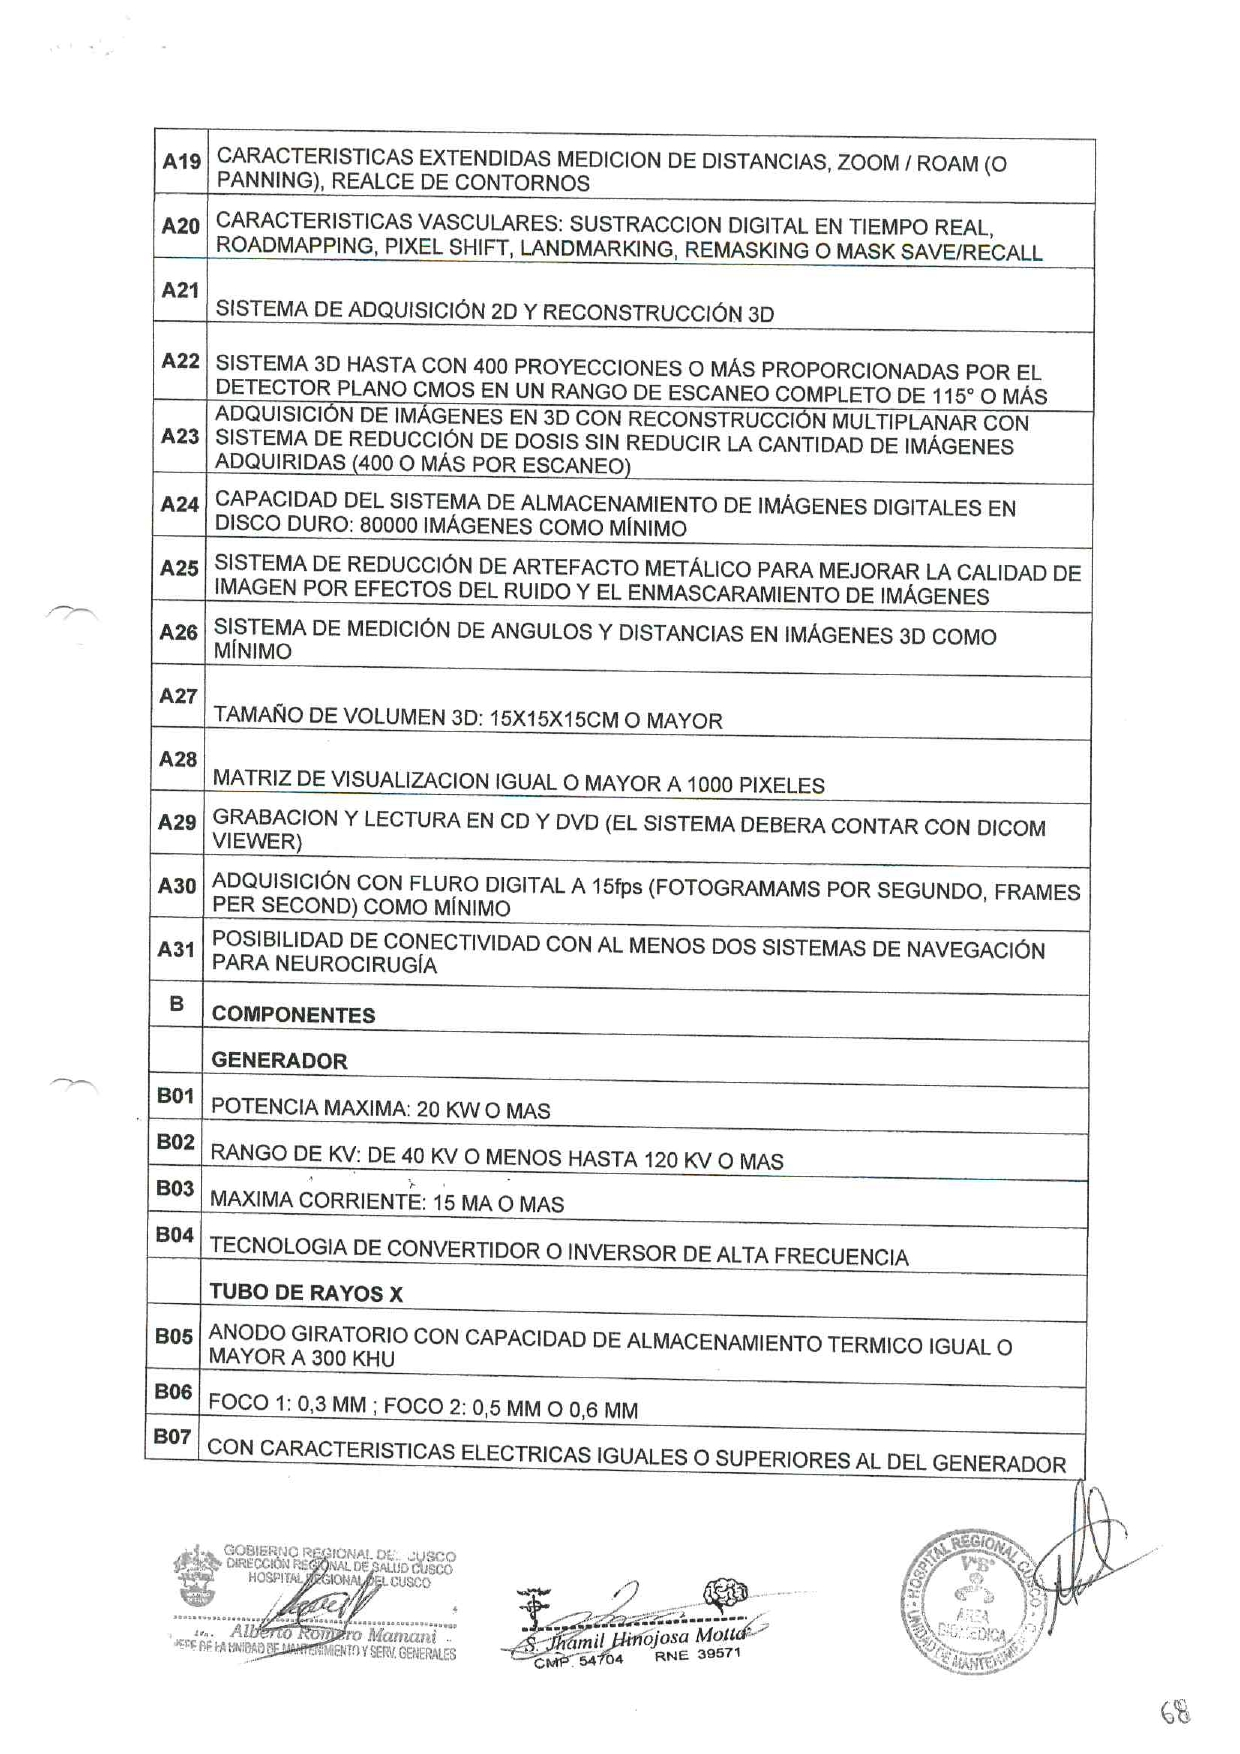 A19 CARACTERISTICAS EXTENDIDAS MEDICION DE DISTANCIAS, ZOOM / ROAM (O
PANNING), REALCE DE CONTORNOS
A20 CARACTERISTICAS VASCULARES: SUSTRACCION DIGITAL EN TIEMPO REAL,
ROADMAPPING, PIXEL SHIFT, LANDMARKING, REMASKING O MASK SAVE/RECALL
A21
SISTEMA DE ADQUISICIÓN 2D Y RECONSTRUCCIÓN 3D
A22 SISTEMA 3D HASTA CON 400 PROYECCIONES O MÁS PROPORCIONADAS POR EL
DETECTOR PLANO CMOS EN UN RANGO DE ESCANEO COMPLETO DE 115° O MÁS
ADQUISICIÓN DE IMÁGENES EN 3D CON RECONSTRUCCIÓN MULTIPLANAR CON
A23 SISTEMA DE REDUCCIÓN DE DOSIS SIN REDUCIR LA CANTIDAD DE IMÁGENES
ADQUIRIDAS (400 O MÁS POR ESCANEO)
A24 CAPACIDAD DEL SISTEMA DE ALMACENAMIENTO DE IMÁGENES DIGITALES EN
DISCO DURO: 80000 IMÁGENES COMO MÍNIMO
A25 SISTEMA DE REDUCCIÓN DE ARTEFACTO METÁLICO PARA MEJORAR LA CALIDAD DE
IMAGEN POR EFECTOS DEL RUIDO Y EL ENMASCARAMIENTO DE IMÁGENES
A26 SISTEMA DE MEDICIÓN DE ANGULOS Y DISTANCIAS EN IMÁGENES 3D COMO
MÍNIMO
A27
TAMAÑO DE VOLUMEN 3D: 15X15X15CM O MAYOR
A28
MATRIZ DE VISUALIZACION IGUAL O MAYOR A 1000 PIXELES
A29 GRABACION Y LECTURA EN CD Y DVD (EL SISTEMA DEBERA CONTAR CON DICOM
VIEWER)
A30 ADQUISICIÓN CON FLURO DIGITAL A 15fps (FOTOGRAMAMS POR SEGUNDO, FRAMES
PER SECOND) COMO MÍNIMO
A31 POSIBILIDAD DE CONECTIVIDAD CON AL MENOS DOS SISTEMAS DE NAVEGACIÓN
PARA NEUROCIRUGÍA
B COMPONENTES
GENERADOR
B01 POTENCIA MAXIMA: 20 KW O MAS
B02 RANGO DE KV: DE 40 KV O MENOS HASTA 120 KV O MAS
B03 MAXIMA CORRIENTE: 15 MA O MAS
B04 TECNOLOGIA DE CONVERTIDOR O INVERSOR DE ALTA FRECUENCIA
TUBO DE RAYOS X
B05 ANODO GIRATORIO CON CAPACIDAD DE ALMACENAMIENTO TERMICO IGUAL O
MAYOR A 300 KHU
B06 FOCO 1: 0,3 MM ; FOCO 2: 0,5 MM O 0,6 MM
B07 CON CARACTERISTICAS ELECTRICAS IGUALES O SUPERIORES AL DEL GENERADOR
GOBIERNO REGIONAL DEL CUSCO
DIRECCIÓN REGIONAL DE SALUD CUSCO
HOSPITAL REGIONAL DEL CUSCO
Alberto Romero Mamani
JEFE DE LA UNIDAD DE MANTENIMIENTO Y SERV. GENERALES
S. Jhamil Hinojosa Motta
CMP. 54704 RNE 39571
HOSPITAL REGIONAL CUSCO
VºBº
AREA
BIOMEDICA
68